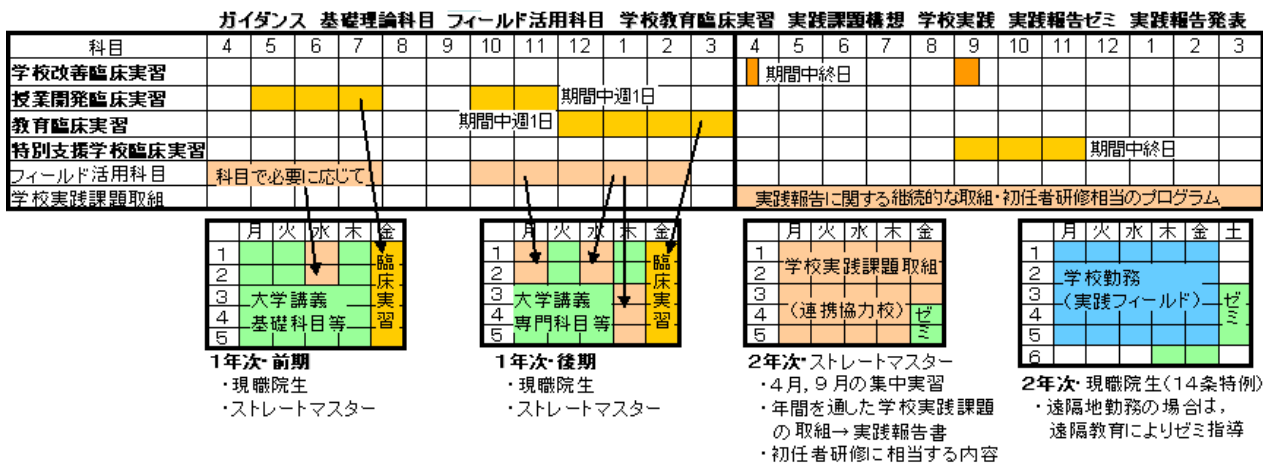 ガイダンス 基礎理論科目 フィールド活用科目 学校教育臨床実習 実践課題構想 学校実践 実践報告ゼミ 実践報告発表
科目 4 5 6 7 8 9 10 11 12 1 2 3 4 5 6 7 8 9 10 11 12 1 2 3
学校改善臨床実習 期間中終日
授業開発臨床実習 期間中週1日
教育臨床実習 期間中週1日
特別支援学校臨床実習 期間中終日
フィールド活用科目 科目で必要に応じて
学校実践課題取組 実践報告に関する継続的な取組・初任者研修相当のプログラム
月 火 水 木 金
1
2
3
4
5
臨床実習
大学講義
基礎科目等
1年次・前期
・現職院生
・ストレートマスター
月 火 水 木 金
1
2
3
4
5
臨床実習
大学講義
専門科目等
1年次・後期
・現職院生
・ストレートマスター
月 火 水 木 金
1
2
3
4
5
学校実践課題取組
(連携協力校)
ゼミ
2年次・ストレートマスター
・4月,9月の集中実習
・年間を通した学校実践課題
の取組→実践報告書
・初任者研修に相当する内容
月 火 水 木 金 土
1
2
3
4
5
6
学校勤務
(実践フィールド)
ゼミ
2年次・現職院生(14条特例)
・遠隔地勤務の場合は,
遠隔教育によりゼミ指導